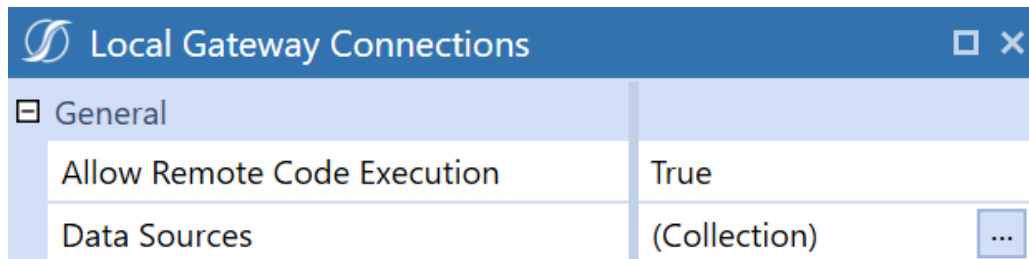 Local Gateway Connections
General
Allow Remote Code Execution True
Data Sources (Collection) ...